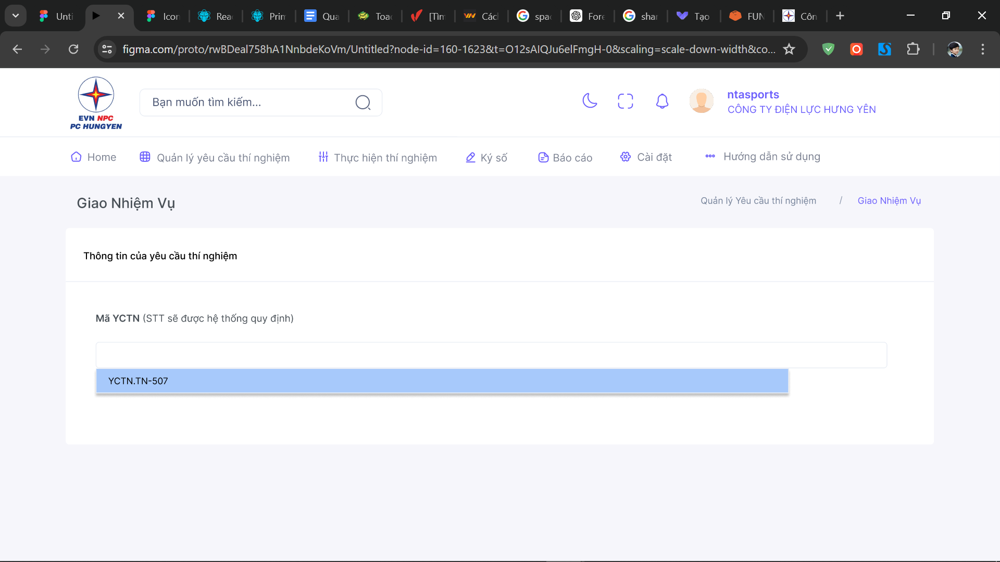 Unti
Icon
Rea
Prim
Qua
Toac
[Tìm
Các
spac
Fore
shar
Tạo
FUN
Côn
figma.com/proto/rwBDeal758hA1NnbdeKoVm/Untitled?node-id=160-1623&t=O12sAIQJu6elFmgH-0&scaling=scale-down-width&co...
EVN NPC
PC HUNGYEN
Bạn muốn tìm kiếm...
ntasports
CÔNG TY ĐIỆN LỰC HƯNG YÊN
Home
Quản lý yêu cầu thí nghiệm
Thực hiện thí nghiệm
Ký số
Báo cáo
Cài đặt
Hướng dẫn sử dụng
Giao Nhiệm Vụ
Quản lý Yêu cầu thí nghiệm / Giao Nhiệm Vụ
Thông tin của yêu cầu thí nghiệm
Mã YCTN (STT sẽ được hệ thống quy định)
YCTN.TN-507